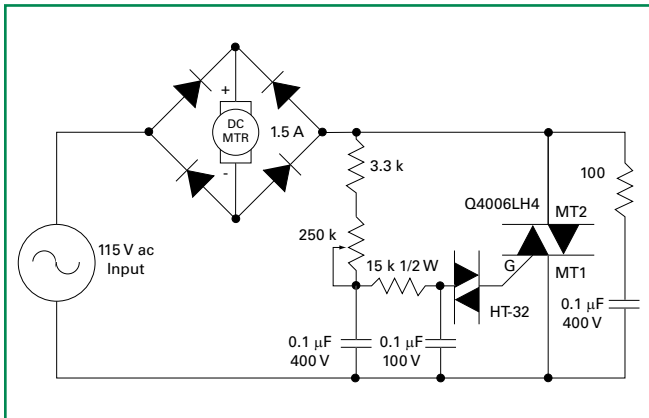 +
DC
MTR
-
1.5 A
3.3 k
250 k
15 k 1/2 W
100
Q4006LH4
MT2
G
MT1
HT-32
115 V ac
Input
0.1 μF
400 V
0.1 μF
100 V
0.1 μF
400 V